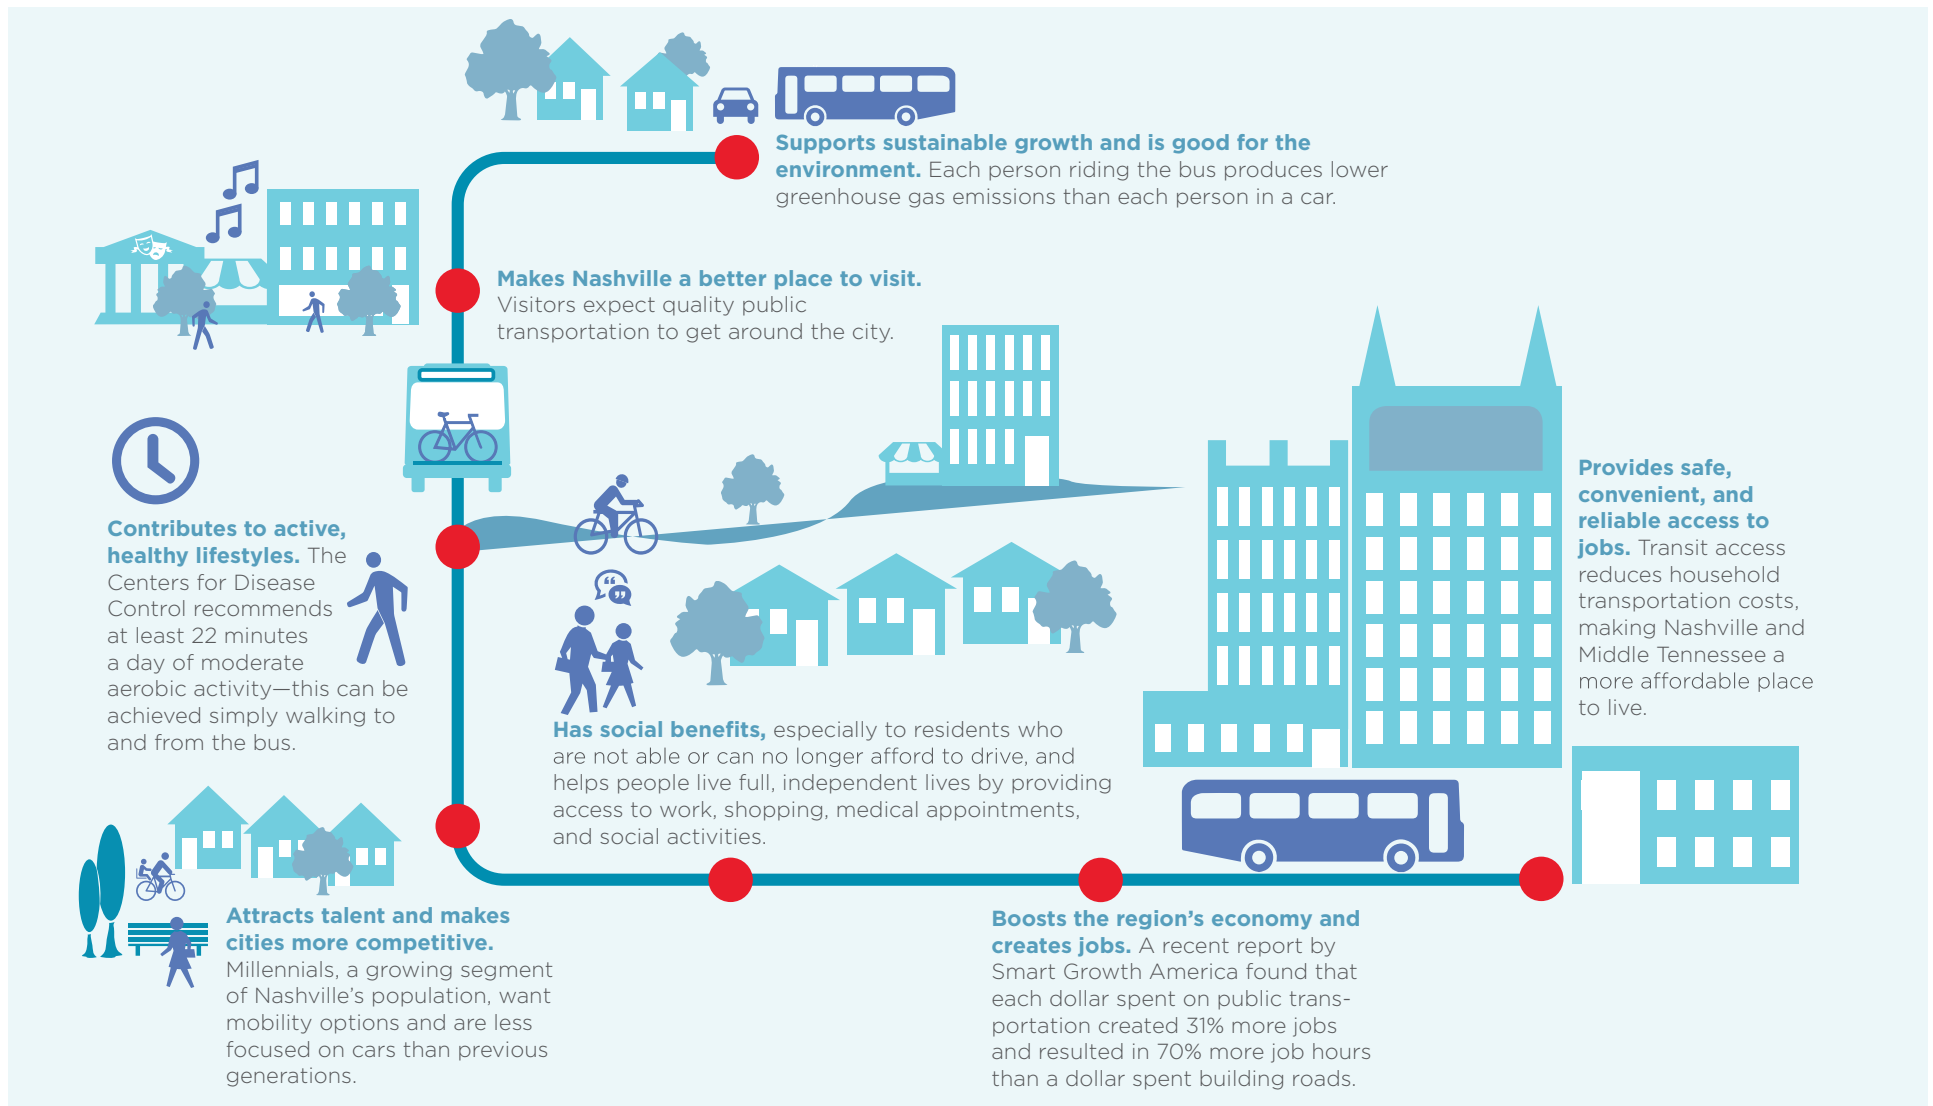 Supports sustainable growth and is good for the
environment. Each person riding the bus produces lower
greenhouse gas emissions than each person in a car.
Makes Nashville a better place to visit.
Visitors expect quality public
transportation to get around the city.
Contributes to active,
healthy lifestyles. The
Centers for Disease
Control recommends
at least 22 minutes
a day of moderate
aerobic activity—this can be
achieved simply walking to
and from the bus.
Has social benefits, especially to residents who
are not able or can no longer afford to drive, and
helps people live full, independent lives by providing
access to work, shopping, medical appointments,
and social activities.
Provides safe,
convenient, and
reliable access to
jobs. Transit access
reduces household
transportation costs,
making Nashville and
Middle Tennessee a
more affordable place
to live.
Attracts talent and makes
cities more competitive.
Millennials, a growing segment
of Nashville’s population, want
mobility options and are less
focused on cars than previous
generations.
Boosts the region’s economy and
creates jobs. A recent report by
Smart Growth America found that
each dollar spent on public trans-
portation created 31% more jobs
and resulted in 70% more job hours
than a dollar spent building roads.